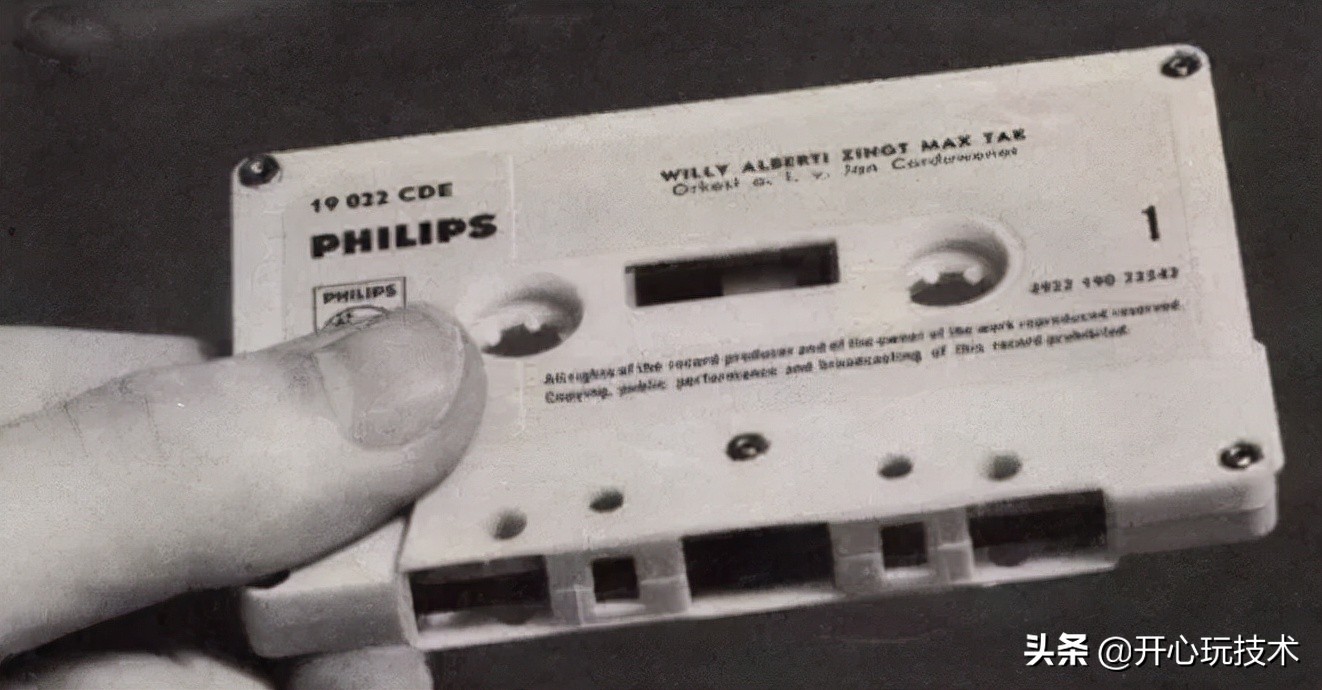 19 022 CDE
PHILIPS
PHILIPS
WILLY ALBERTI ZINGT MAX TAK
1
All rights of the record producer and of the owner of the work reproduced reserved.
Copying, public performance and broadcasting of this record prohibited.
头条 @开心玩技术